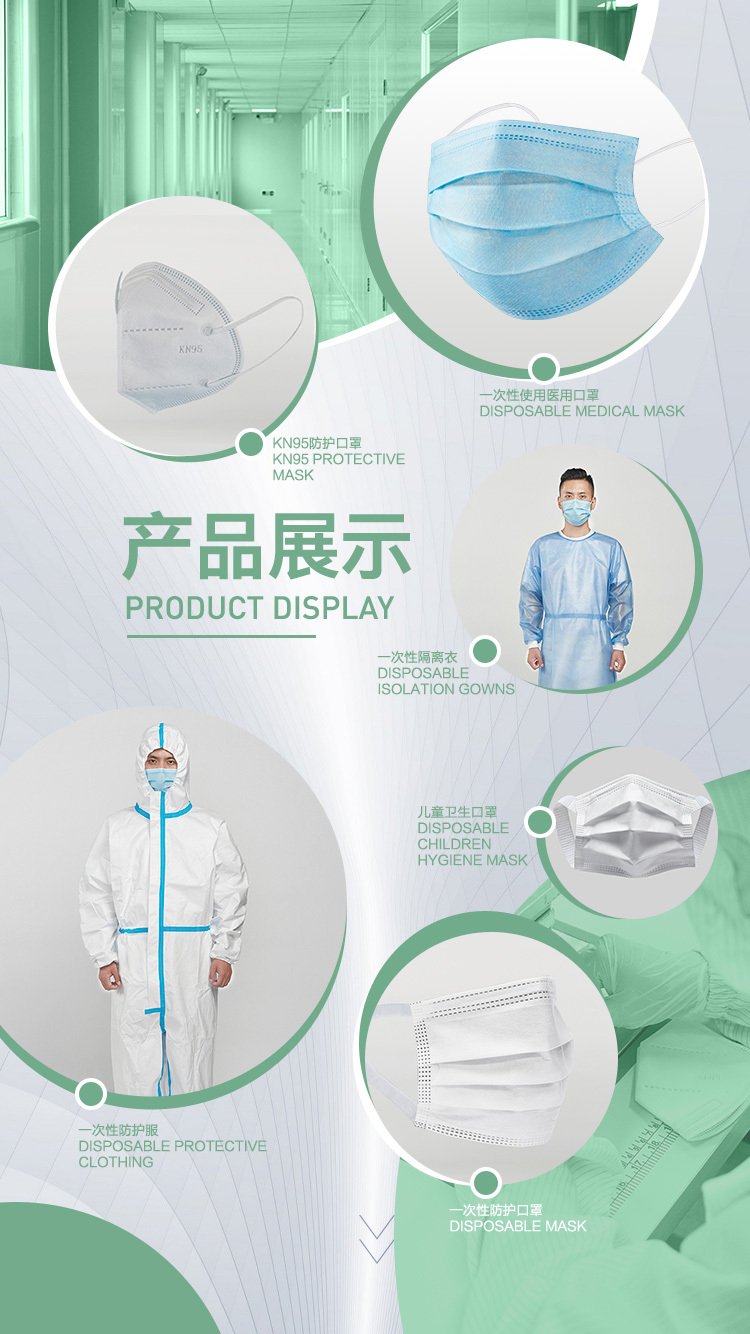 KN95
一次性使用医用口罩
DISPOSABLE MEDICAL MASK
KN95防护口罩
KN95 PROTECTIVE
MASK
产品展示
PRODUCT DISPLAY
一次性隔离衣
DISPOSABLE
ISOLATION GOWNS
儿童卫生口罩
DISPOSABLE
CHILDREN
HYGIENE MASK
一次性防护服
DISPOSABLE PROTECTIVE
CLOTHING
一次性防护口罩
DISPOSABLE MASK